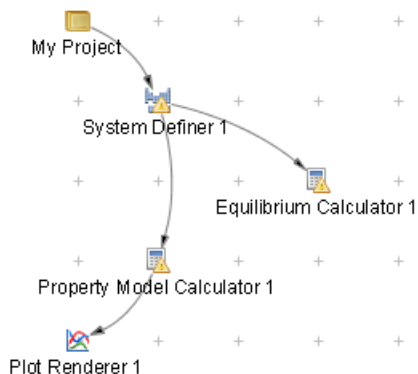 My Project
System Definer 1
Equilibrium Calculator 1
Property Model Calculator 1
Plot Renderer 1